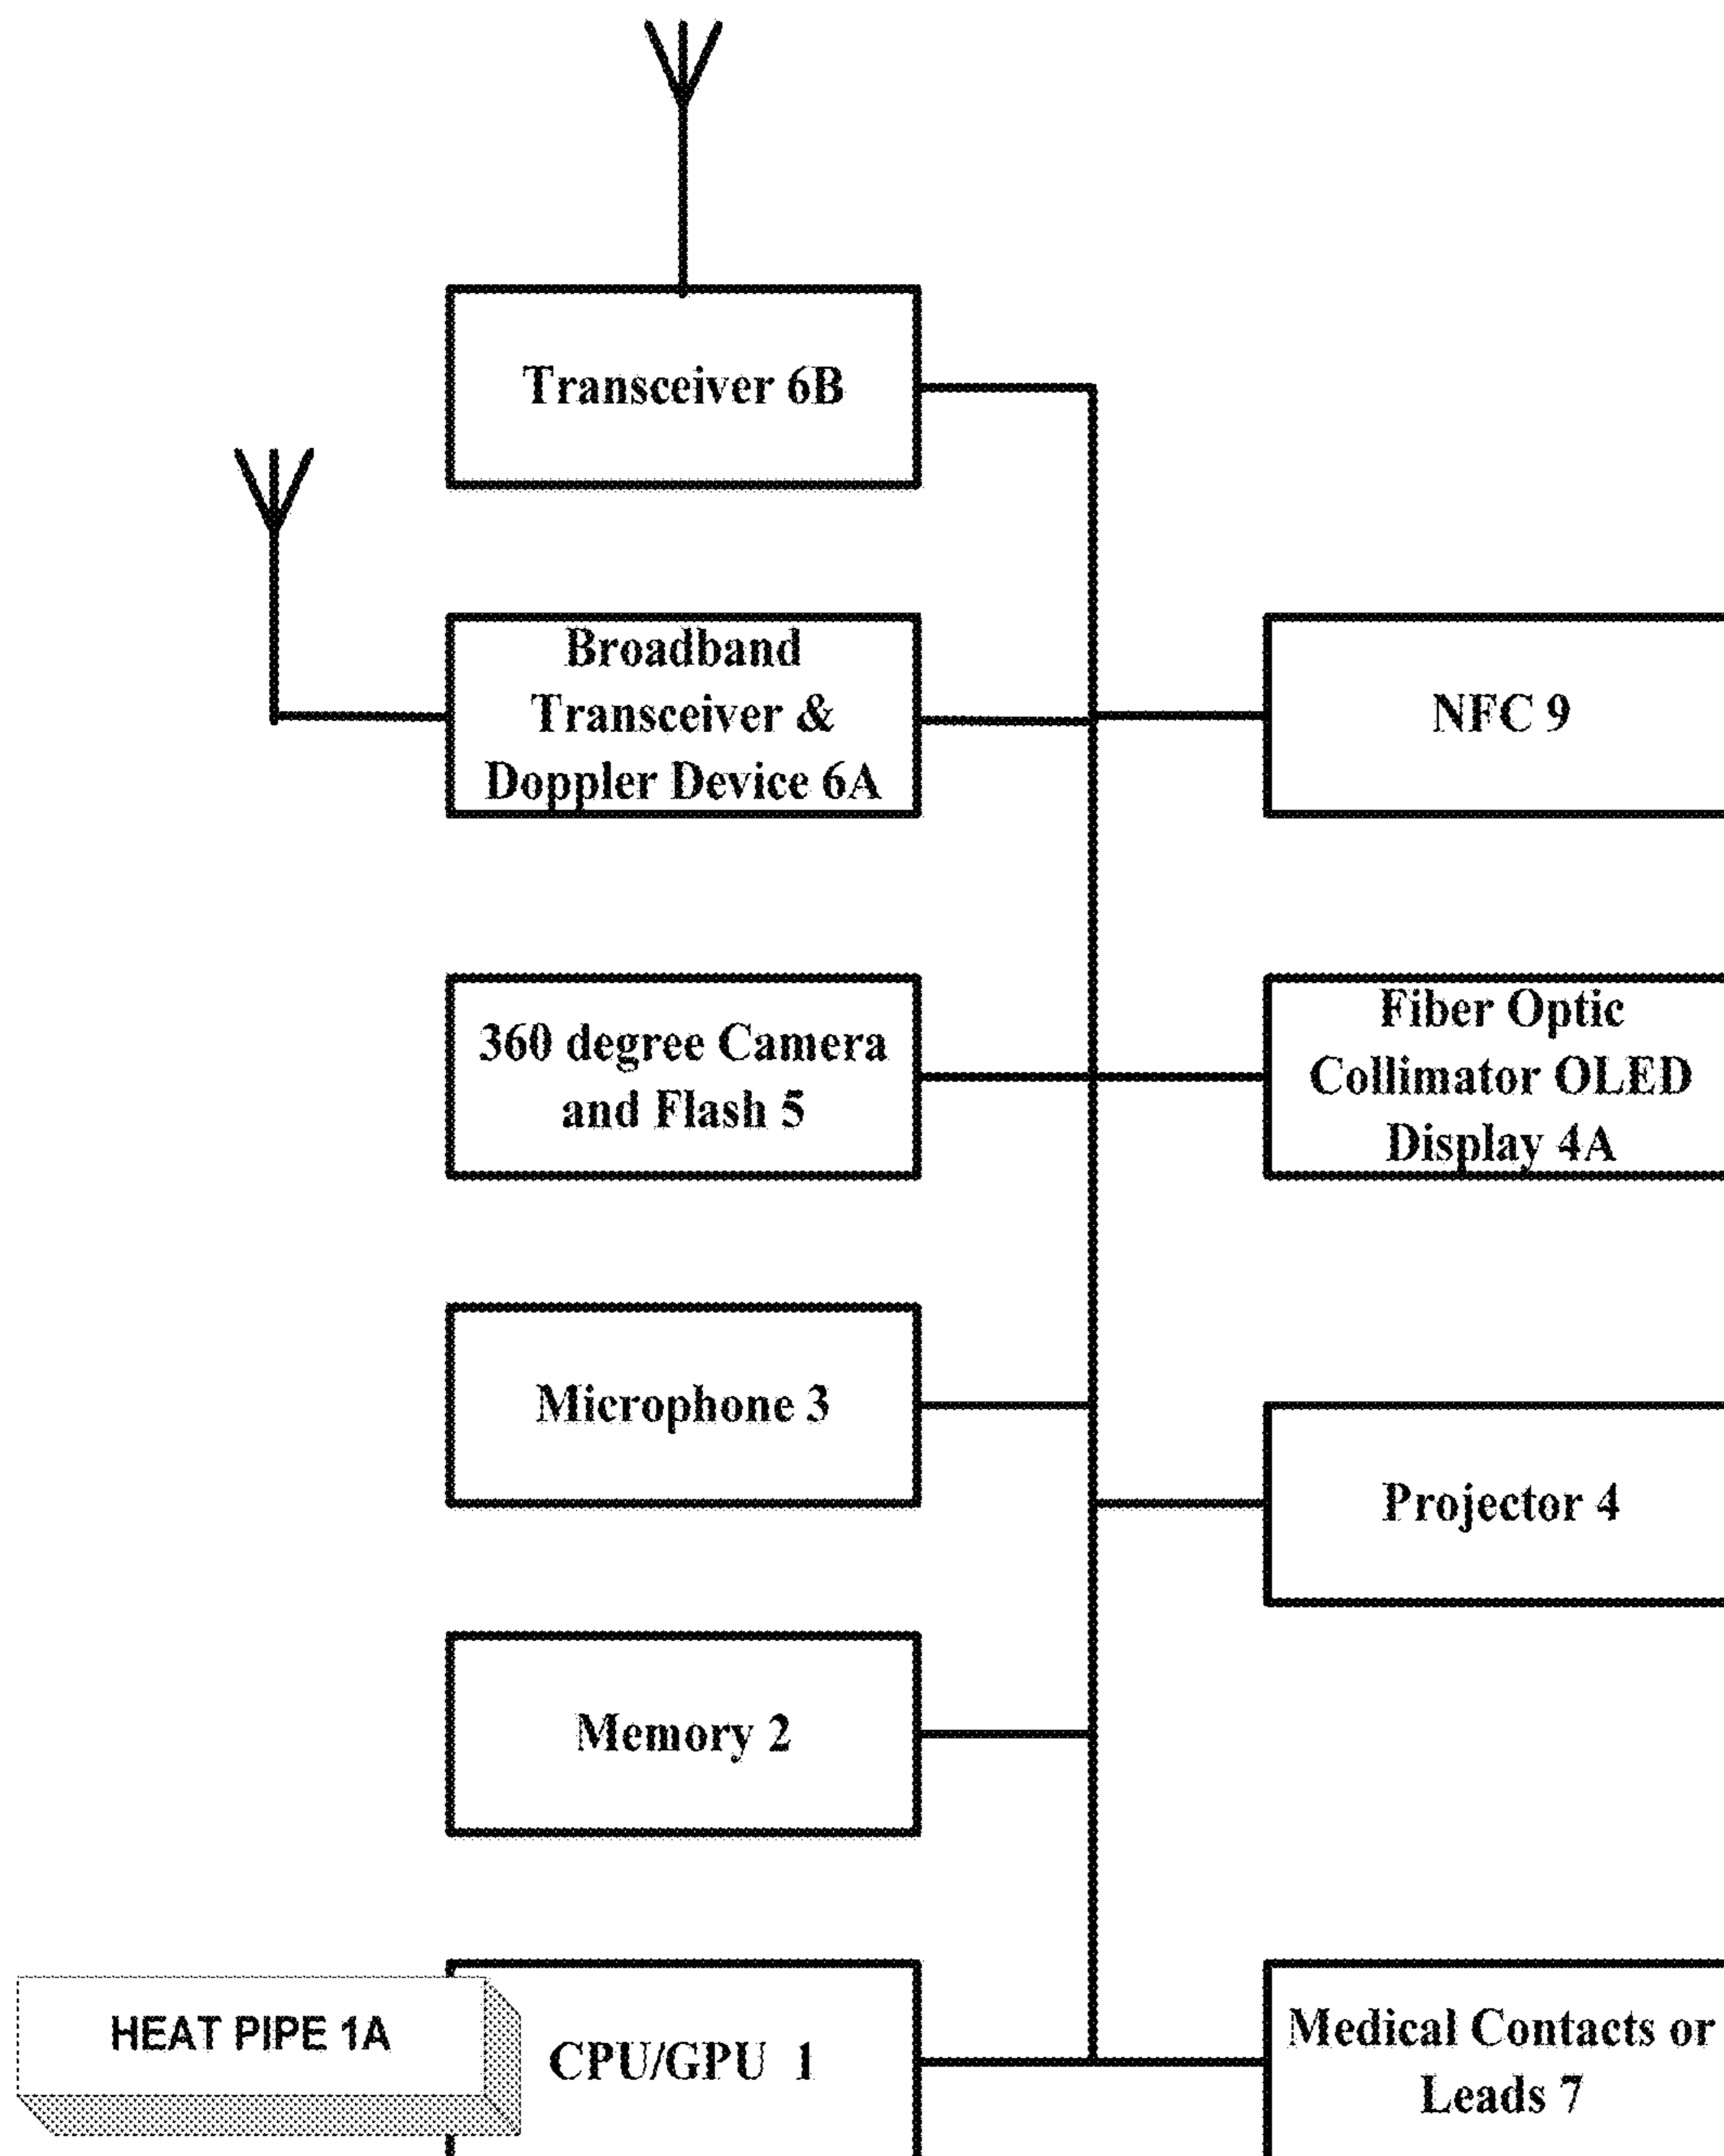 Transceiver 6B
Broadband
Transceiver &
Doppler Device 6A
NFC 9
360 degree Camera
and Flash 5
Fiber Optic
Collimator OLED
Display 4A
Microphone 3
Projector 4
Memory 2
HEAT PIPE 1A
CPU/GPU 1
Medical Contacts or
Leads 7